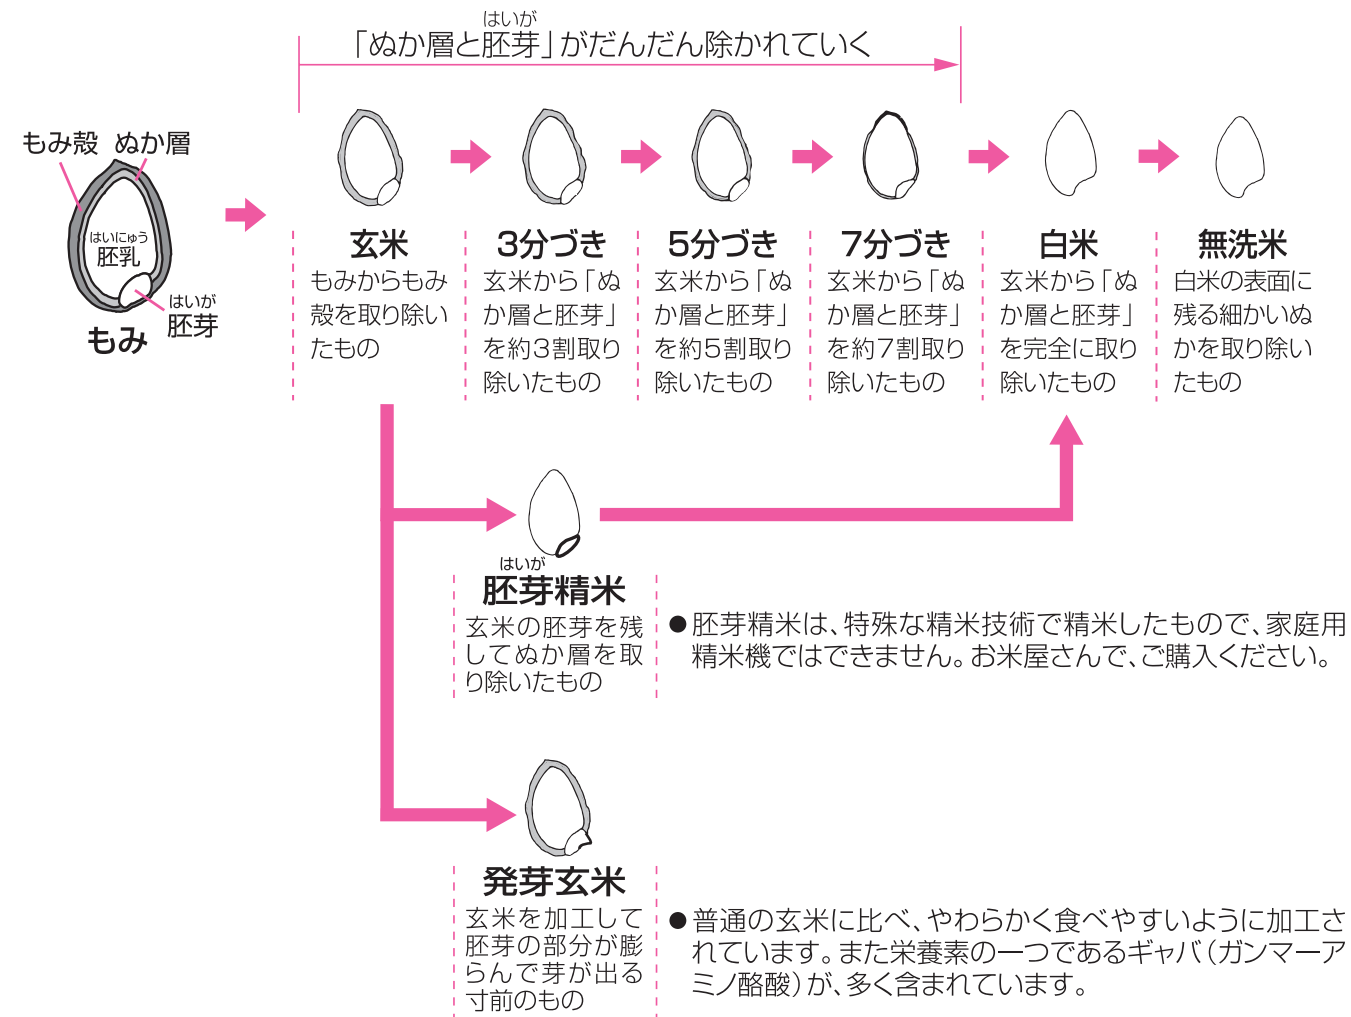 はいが
「ぬか層と胚芽」がだんだん除かれていく
もみ殻 ぬか層
はいにゅう
胚乳
はいが
胚芽
もみ
玄米
もみからもみ
殻を取り除い
たもの
3分づき
玄米から「ぬ
か層と胚芽」
を約3割取り
除いたもの
5分づき
玄米から「ぬ
か層と胚芽」
を約5割取り
除いたもの
7分づき
玄米から「ぬ
か層と胚芽」
を約7割取り
除いたもの
白米
玄米から「ぬ
か層と胚芽」
を完全に取り
除いたもの
無洗米
白米の表面に
残る細かいぬ
かを取り除い
たもの
はいが
胚芽精米
玄米の胚芽を残
してぬか層を取
り除いたもの
●胚芽精米は、特殊な精米技術で精米したもので、家庭用
精米機ではできません。お米屋さんで、ご購入ください。
発芽玄米
玄米を加工して
胚芽の部分が膨
らんで芽が出る
寸前のもの
●普通の玄米に比べ、やわらかく食べやすいように加工さ
れています。また栄養素の一つであるギャバ(ガンマーア
ミノ酪酸)が、多く含まれています。